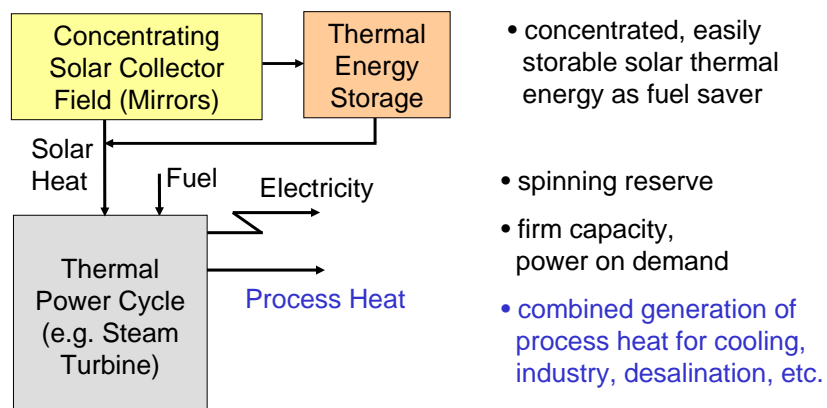 Concentrating
Solar Collector
Field (Mirrors)
Thermal
Energy
Storage
Solar
Heat
Fuel
Electricity
Thermal
Power Cycle
(e.g. Steam
Turbine)
Process Heat
• concentrated, easily
storable solar thermal
energy as fuel saver
• spinning reserve
• firm capacity,
power on demand
• combined generation of
process heat for cooling,
industry, desalination, etc.